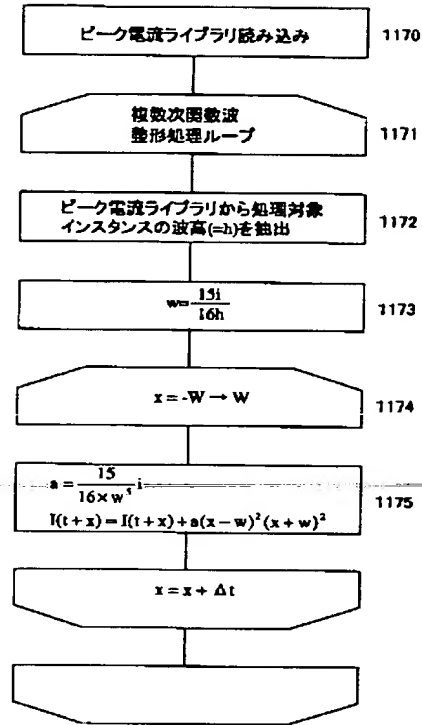 ピーク電流ライブラリ読み込み 1170
複数次関数波
整形処理ループ 1171
ピーク電流ライブラリから処理対象
インスタンスの波高(=h)を抽出 1172
w=15i/16h 1173
x = -W → W 1174
a = 15/16×w⁵ i 1175
I(t+x) = I(t+x) + a(x−w)²(x+w)²
x = x + Δt